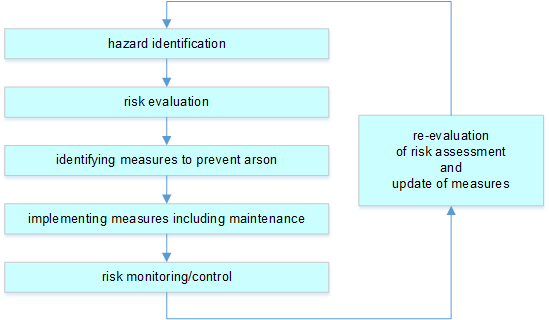 hazard identification
risk evaluation
identifying measures to prevent arson
implementing measures including maintenance
risk monitoring/control
re-evaluation
of risk assessment
and
update of measures